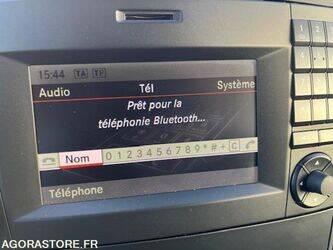 15:44 TA TP
Audio Tél Système
Prêt pour la
téléphonie Bluetooth...
Nom 0 1 2 3 4 5 6 7 8 9 * # + C
Téléphone
AGORASTORE.FR